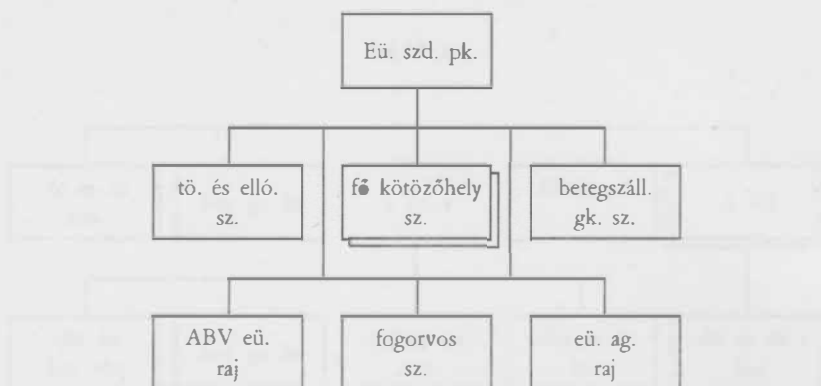 Eü. szd. pk.
tö. és elló.
sz.
fő kötözőhely
sz.
betegszáll.
gk. sz.
ABV eü.
raj
fogorvos
sz.
eü. ag.
raj